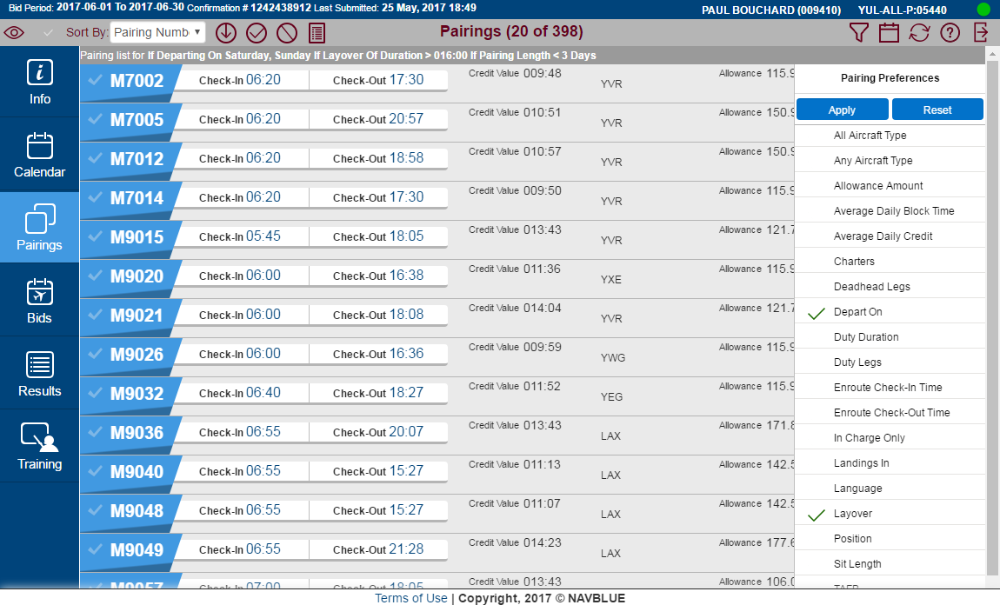 Bid Period: 2017-06-01 To 2017-06-30 Confirmation # 1242438912 Last Submitted: 25 May, 2017 18:49 PAUL BOUCHARD (009410) YUL-ALL-P:05440
Sort By: Pairing Numb Pairings (20 of 398)
Pairing list for If Departing On Saturday, Sunday If Layover Of Duration > 016:00 If Pairing Length < 3 Days
Info
Calendar
Pairings
Bids
Results
Training
M7002 Check-In 06:20 Check-Out 17:30 Credit Value 009:48 YVR Allowance 115.9
M7005 Check-In 06:20 Check-Out 20:57 Credit Value 010:51 YVR Allowance 150.9
M7012 Check-In 06:20 Check-Out 18:58 Credit Value 010:57 YVR Allowance 150.9
M7014 Check-In 06:20 Check-Out 17:30 Credit Value 009:50 YVR Allowance 115.9
M9015 Check-In 05:45 Check-Out 18:05 Credit Value 013:43 YVR Allowance 121.7
M9020 Check-In 06:00 Check-Out 16:38 Credit Value 011:36 YXE Allowance 115.9
M9021 Check-In 06:00 Check-Out 18:08 Credit Value 014:04 YVR Allowance 121.7
M9026 Check-In 06:00 Check-Out 16:36 Credit Value 009:59 YWG Allowance 115.9
M9032 Check-In 06:40 Check-Out 18:27 Credit Value 011:52 YEG Allowance 115.9
M9036 Check-In 06:55 Check-Out 20:07 Credit Value 013:43 LAX Allowance 171.8
M9040 Check-In 06:55 Check-Out 15:27 Credit Value 011:13 LAX Allowance 142.5
M9048 Check-In 06:55 Check-Out 15:27 Credit Value 011:07 LAX Allowance 142.5
M9049 Check-In 06:55 Check-Out 21:28 Credit Value 014:23 LAX Allowance 177.6
M9057 Check-In 07:00 Check-Out 18:05 Credit Value 013:43 Allowance 106.0
Pairing Preferences
Apply Reset
All Aircraft Type
Any Aircraft Type
Allowance Amount
Average Daily Block Time
Average Daily Credit
Charters
Deadhead Legs
Depart On
Duty Duration
Duty Legs
Enroute Check-In Time
Enroute Check-Out Time
In Charge Only
Landings In
Language
Layover
Position
Sit Length
Terms of Use | Copyright, 2017 © NAVBLUE